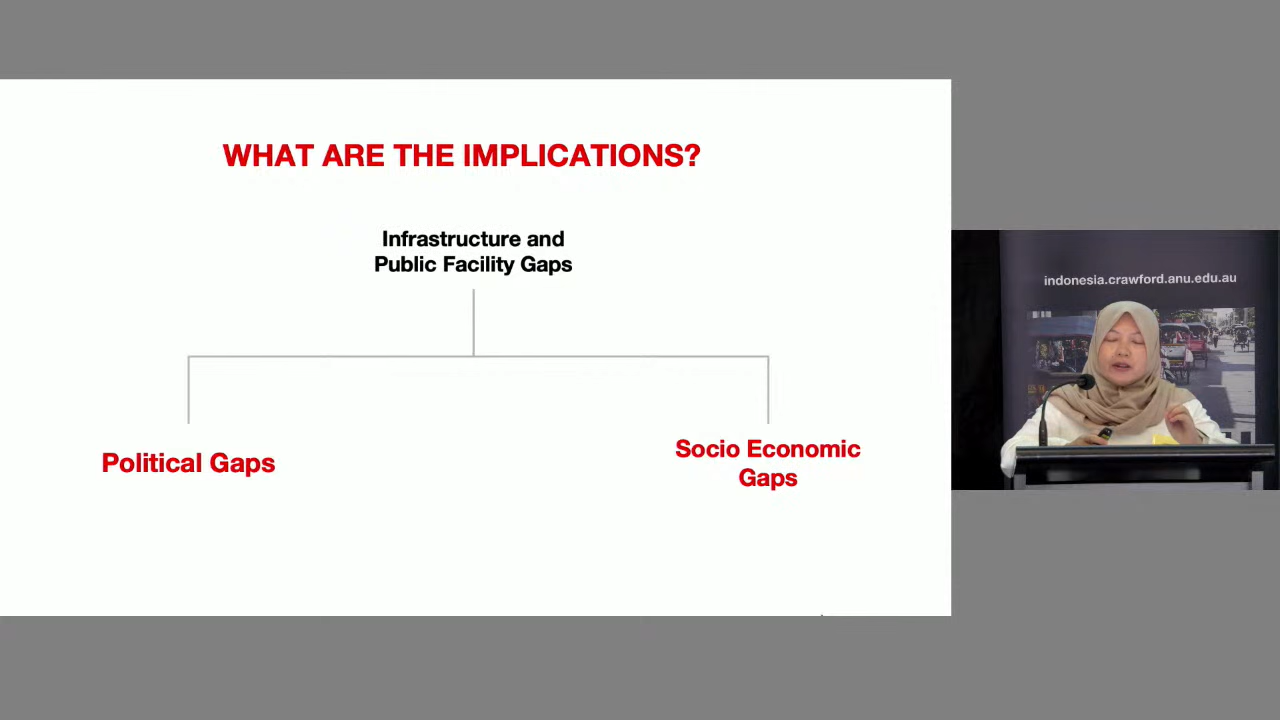 WHAT ARE THE IMPLICATIONS?
Infrastructure and
Public Facility Gaps
Political Gaps
Socio Economic
Gaps
indonesia.crawford.anu.edu.au